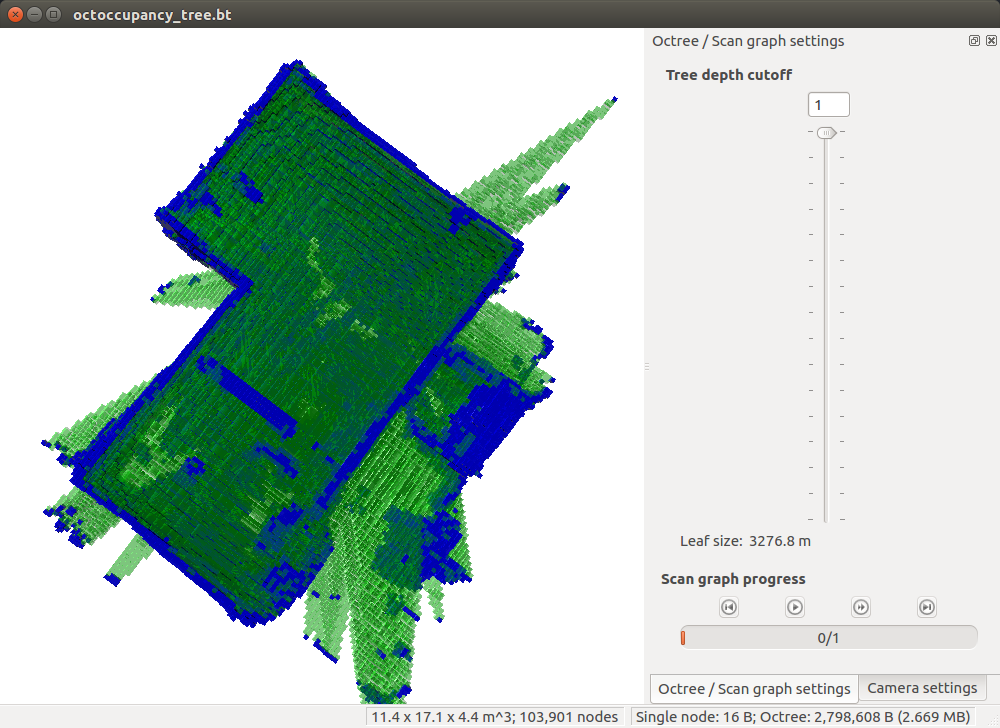 octoccupancy_tree.bt
Octree / Scan graph settings
Tree depth cutoff
1
Leaf size: 3276.8 m
Scan graph progress
0/1
Octree / Scan graph settings
Camera settings
11.4 x 17.1 x 4.4 m^3; 103,901 nodes
Single node: 16 B; Octree: 2,798,608 B (2.669 MB)